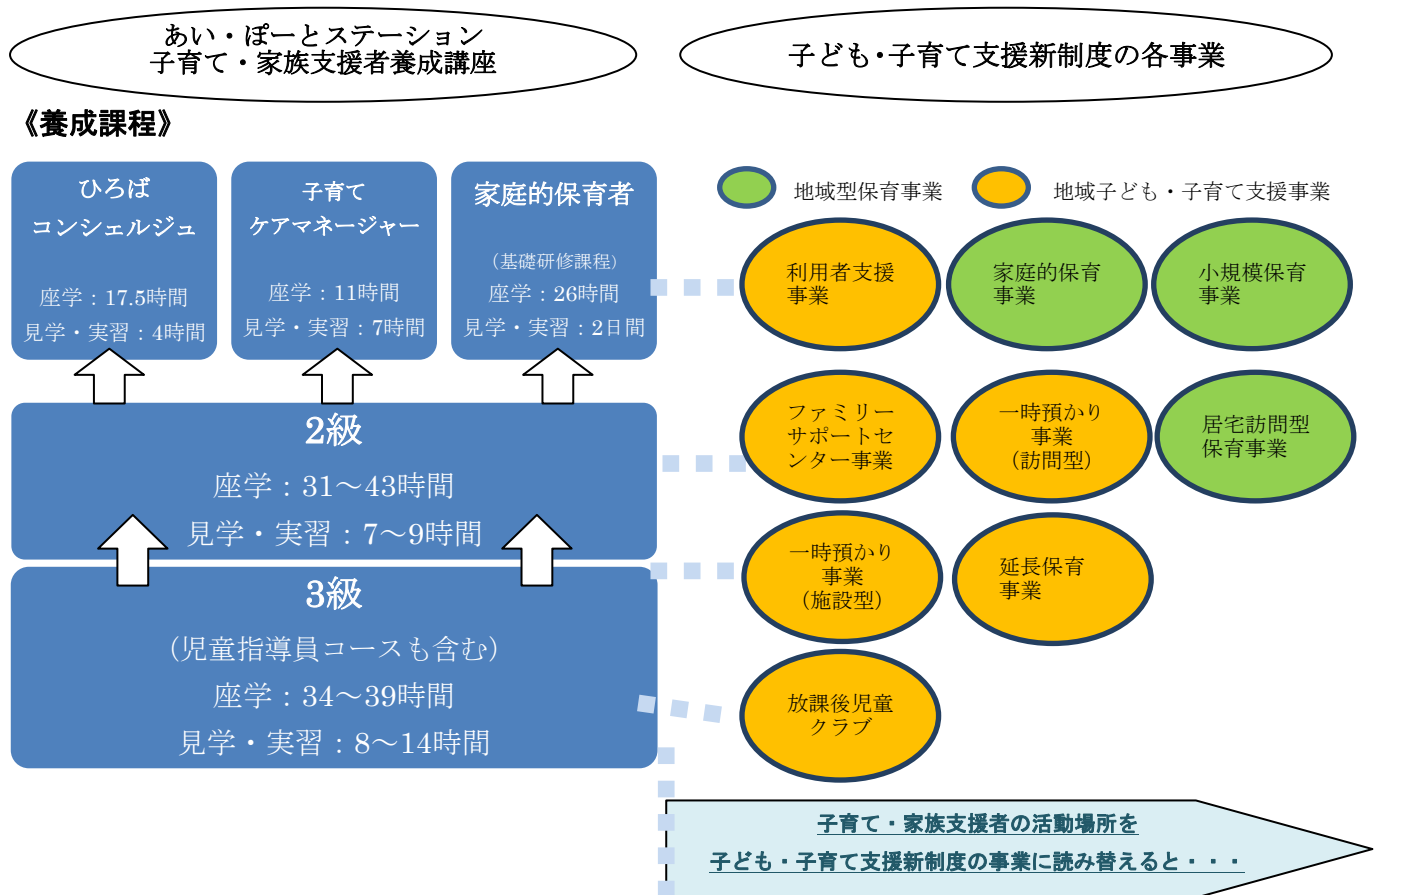 あい・ぽーとステーション
子育て・家族支援者養成講座
子ども・子育て支援新制度の各事業
《養成課程》
ひろば
コンシェルジュ
座学：17.5時間
見学・実習：4時間
子育て
ケアマネージャー
座学：11時間
見学・実習：7時間
家庭的保育者
（基礎研修課程）
座学：26時間
見学・実習：2日間
2級
座学：31～43時間
見学・実習：7～9時間
3級
（児童指導員コースも含む）
座学：34～39時間
見学・実習：8～14時間
地域型保育事業
地域子ども・子育て支援事業
利用者支援
事業
家庭的保育
事業
小規模保育
事業
ファミリー
サポートセ
ンター事業
一時預かり
事業
（訪問型）
居宅訪問型
保育事業
一時預かり
事業
（施設型）
延長保育
事業
放課後児童
クラブ
子育て・家族支援者の活動場所を
子ども・子育て支援新制度の事業に読み替えると・・・